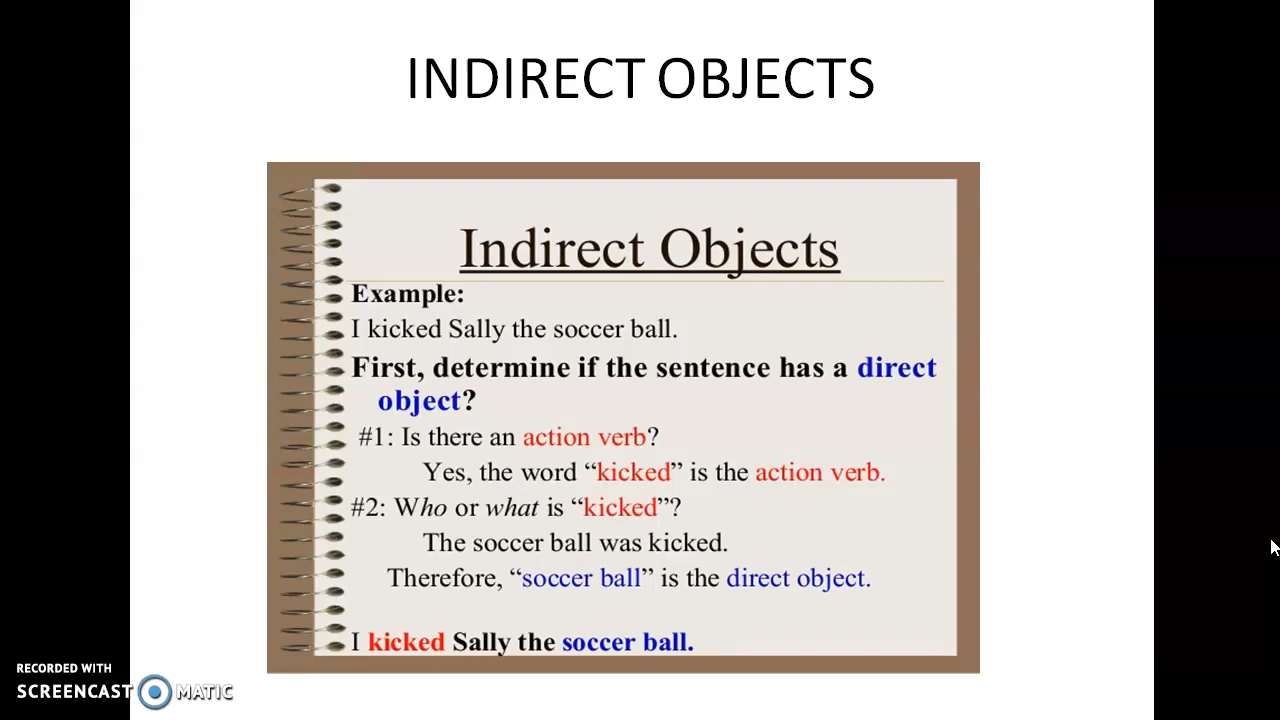 INDIRECT OBJECTS
Indirect Objects
Example:
I kicked Sally the soccer ball.
First, determine if the sentence has a direct
object?
#1: Is there an action verb?
Yes, the word “kicked” is the action verb.
#2: Who or what is “kicked”?
The soccer ball was kicked.
Therefore, “soccer ball” is the direct object.
I kicked Sally the soccer ball.
RECORDED WITH
SCREENCAST MATIC